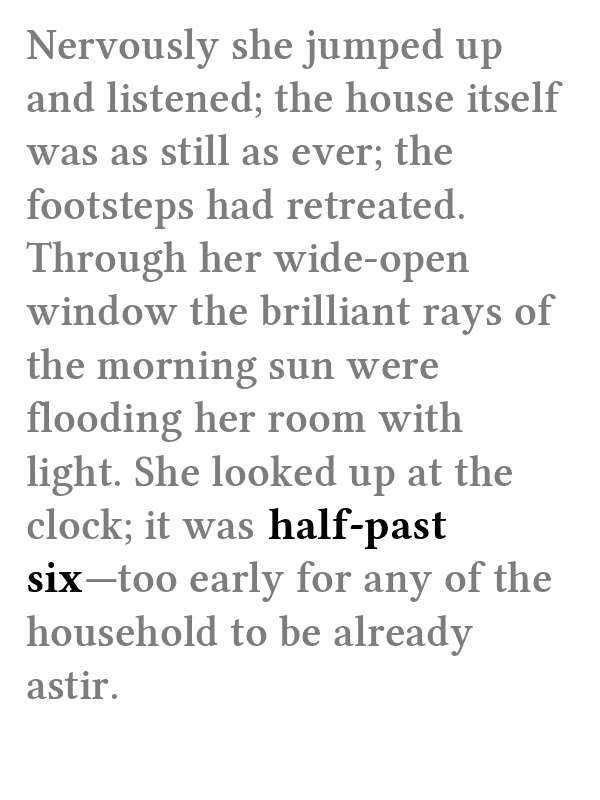 Nervously she jumped up
and listened; the house itself
was as still as ever; the
footsteps had retreated.
Through her wide-open
window the brilliant rays of
the morning sun were
flooding her room with
light. She looked up at the
clock; it was half-past
six—too early for any of the
household to be already
astir.